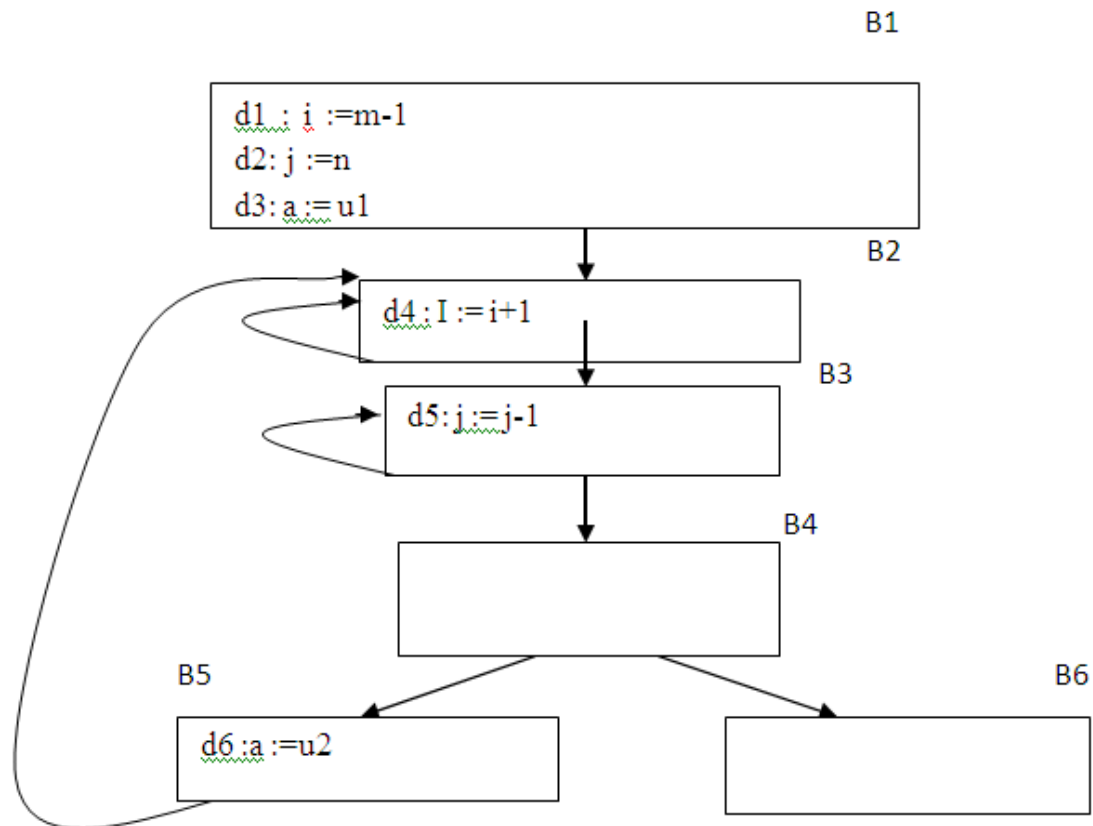 B1
d1 : i :=m-1
d2: j :=n
d3: a := u1
B2
d4 : I := i+1
B3
d5: j := j-1
B4
B5
B6
d6 :a :=u2